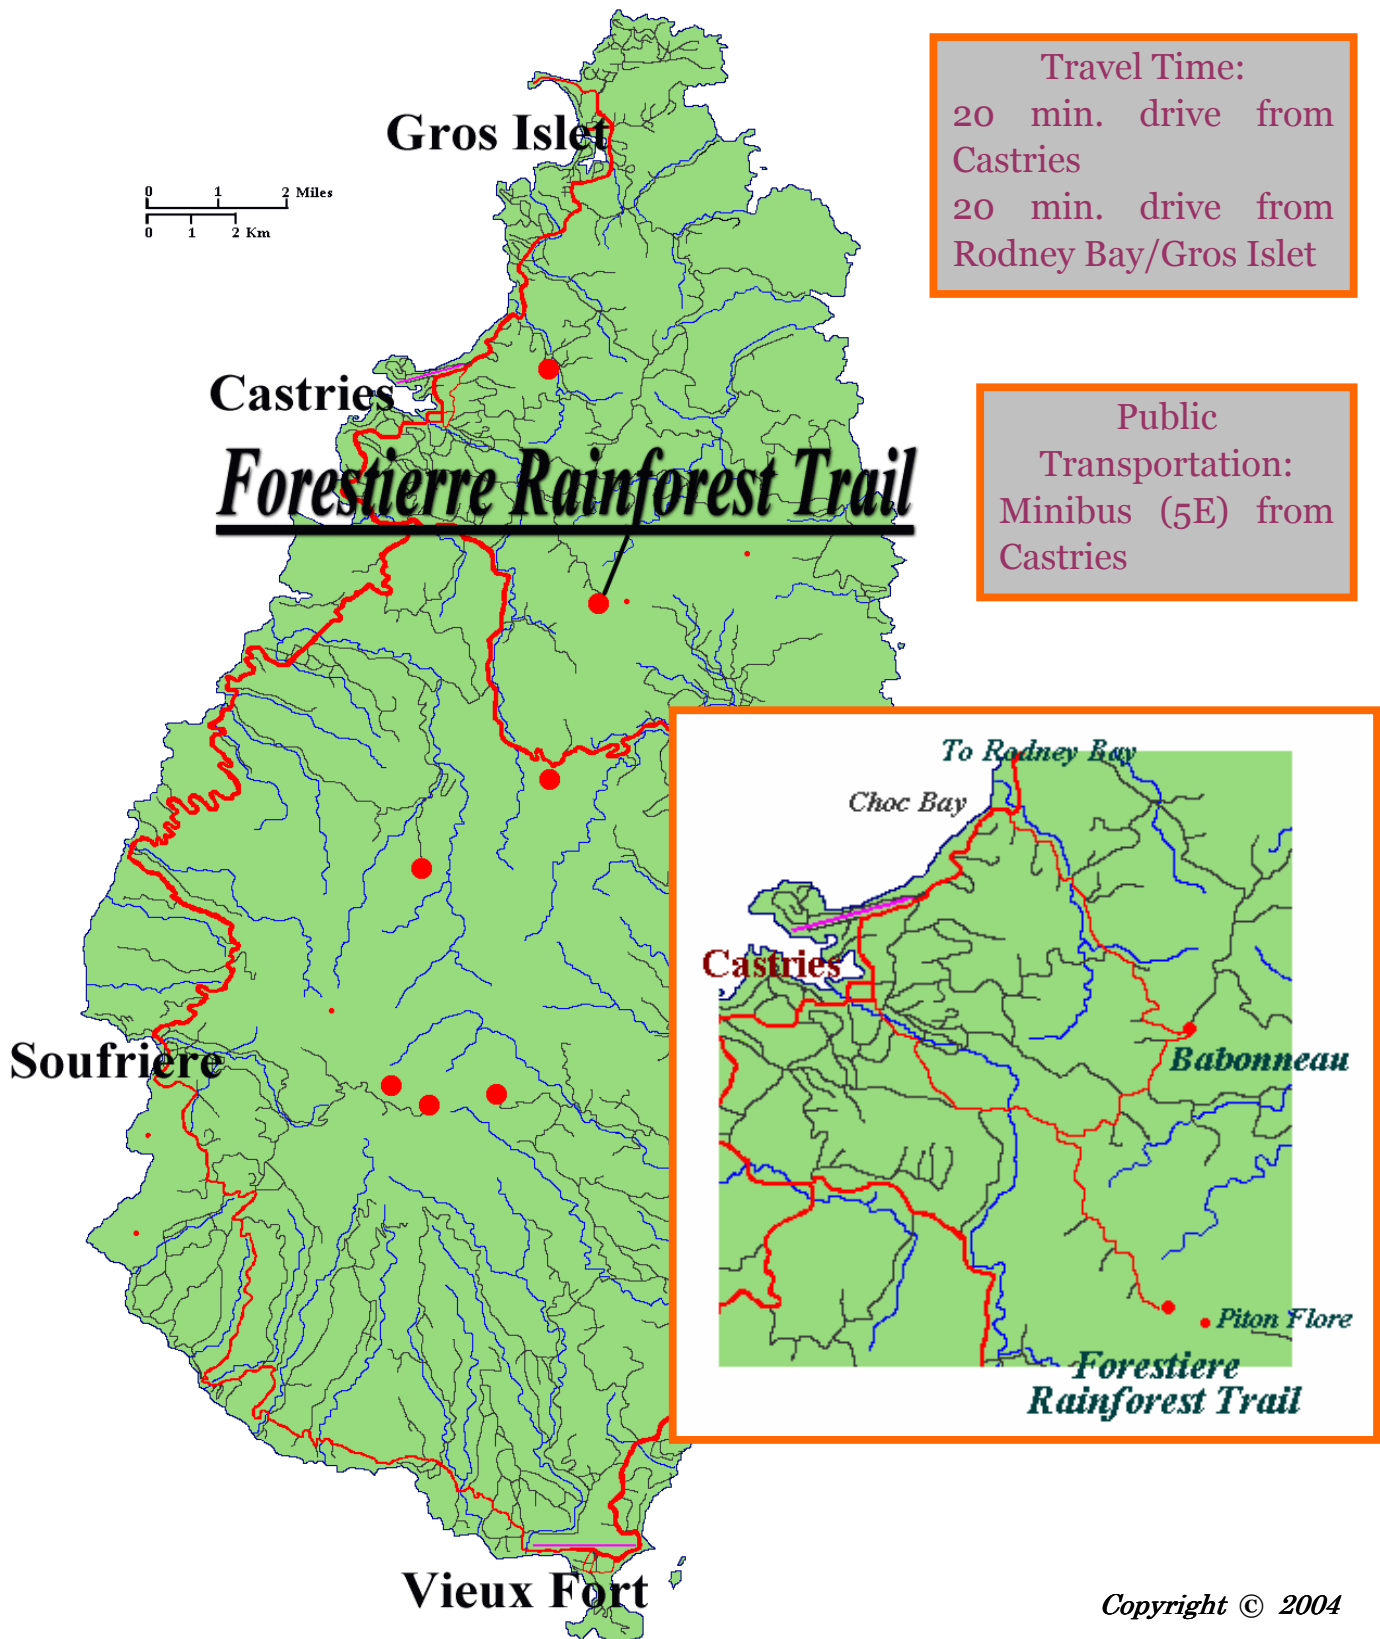 Gros Islet
0 1 2 Miles
0 1 2 Km
Travel Time:
20 min. drive from
Castries
20 min. drive from
Rodney Bay/Gros Islet
Castries
Public
Transportation:
Minibus (5E) from
Castries
Forestierre Rainforest Trail
To Rodney Bay
Choc Bay
Castries
Babonneau
Piton Flore
Forestiere
Rainforest Trail
Soufriere
Vieux Fort
Copyright © 2004